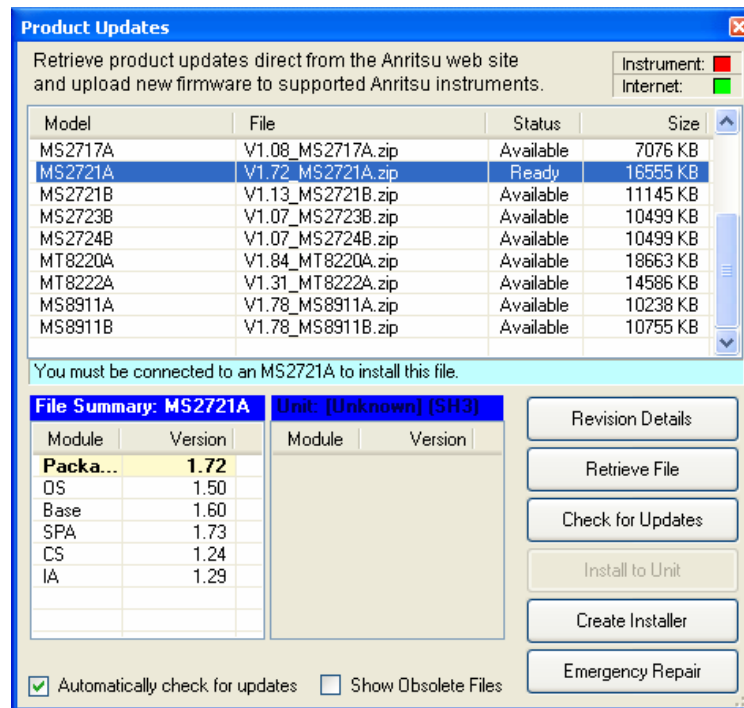 Product Updates
Retrieve product updates direct from the Anritsu web site
and upload new firmware to supported Anritsu instruments.
Instrument:
Internet:
Model File Status Size
MS2717A V1.08_MS2717A.zip Available 7076 KB
MS2721A V1.72_MS2721A.zip Ready 16555 KB
MS2721B V1.13_MS2721B.zip Available 11145 KB
MS2723B V1.07_MS2723B.zip Available 10499 KB
MS2724B V1.07_MS2724B.zip Available 10499 KB
MT8220A V1.84_MT8220A.zip Available 18663 KB
MT8222A V1.31_MT8222A.zip Available 14586 KB
MS8911A V1.78_MS8911A.zip Available 10238 KB
MS8911B V1.78_MS8911B.zip Available 10755 KB
You must be connected to an MS2721A to install this file.
File Summary: MS2721A
Module Version
Packa... 1.72
OS 1.50
Base 1.60
SPA 1.73
CS 1.24
IA 1.29
Unit: [Unknown] (SH3)
Module Version
Revision Details
Retrieve File
Check for Updates
Install to Unit
Create Installer
Emergency Repair
Automatically check for updates
Show Obsolete Files